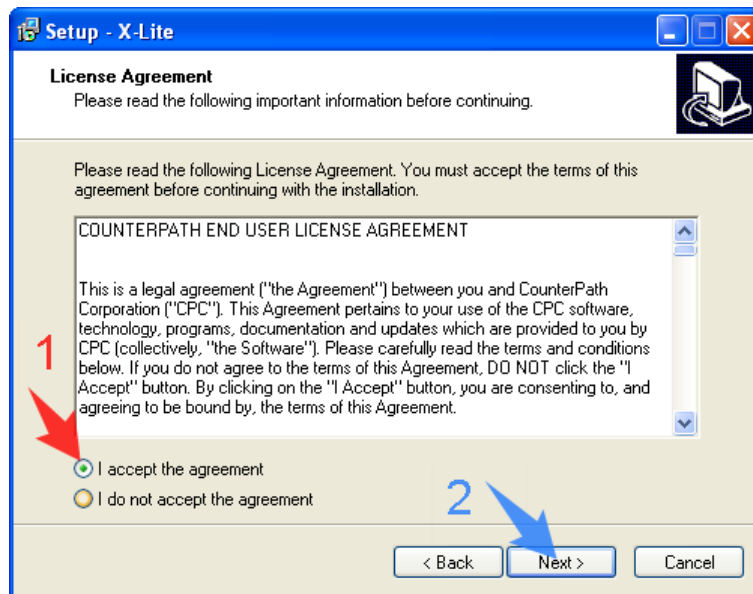 Setup - X-Lite
License Agreement
Please read the following important information before continuing.
Please read the following License Agreement. You must accept the terms of this
agreement before continuing with the installation.
COUNTERPATH END USER LICENSE AGREEMENT
This is a legal agreement ("the Agreement") between you and CounterPath
Corporation ("CPC"). This Agreement pertains to your use of the CPC software,
technology, programs, documentation and updates which are provided to you by
CPC (collectively, "the Software"). Please carefully read the terms and conditions
below. If you do not agree to the terms of this Agreement, DO NOT click the "I
Accept" button. By clicking on the "I Accept" button, you are consenting to, and
agreeing to be bound by, the terms of this Agreement.
1
I accept the agreement
I do not accept the agreement
2
< Back
Next >
Cancel